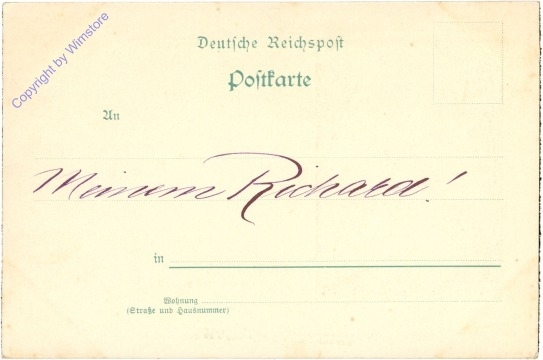 Copyright by Wimstore
Deutsche Reichspost
Postkarte
An
Meinem Richard!
in
Wohnung
(Straße und Hausnummer)